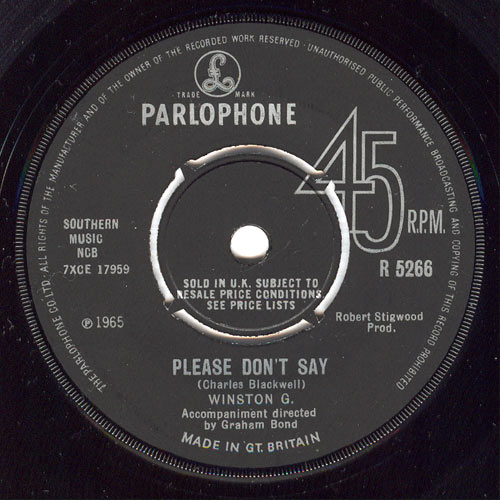 THE PARLOPHONE CO LTD. ALL RIGHTS OF THE MANUFACTURER AND OF THE OWNER OF THE RECORDED WORK RESERVED · UNAUTHORISED PUBLIC PERFORMANCE BROADCASTING AND COPYING OF THIS RECORD PROHIBITED
£
TRADE MARK
PARLOPHONE
45
R.P.M.
SOUTHERN
MUSIC
NCB
7XCE 17959
R 5266
SOLD IN U.K. SUBJECT TO
RESALE PRICE CONDITIONS,
SEE PRICE LISTS
℗ 1965
Robert Stigwood
Prod.
PLEASE DON'T SAY
(Charles Blackwell)
WINSTON G.
Accompaniment directed
by Graham Bond
MADE IN GT. BRITAIN